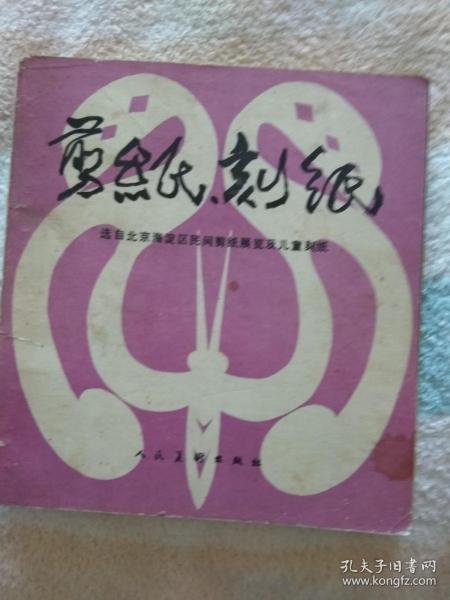 剪纸、刻纸
选自北京海淀区民间剪纸展览及儿童刻纸
人民美术出版社
孔夫子旧书网
www.kongfz.com